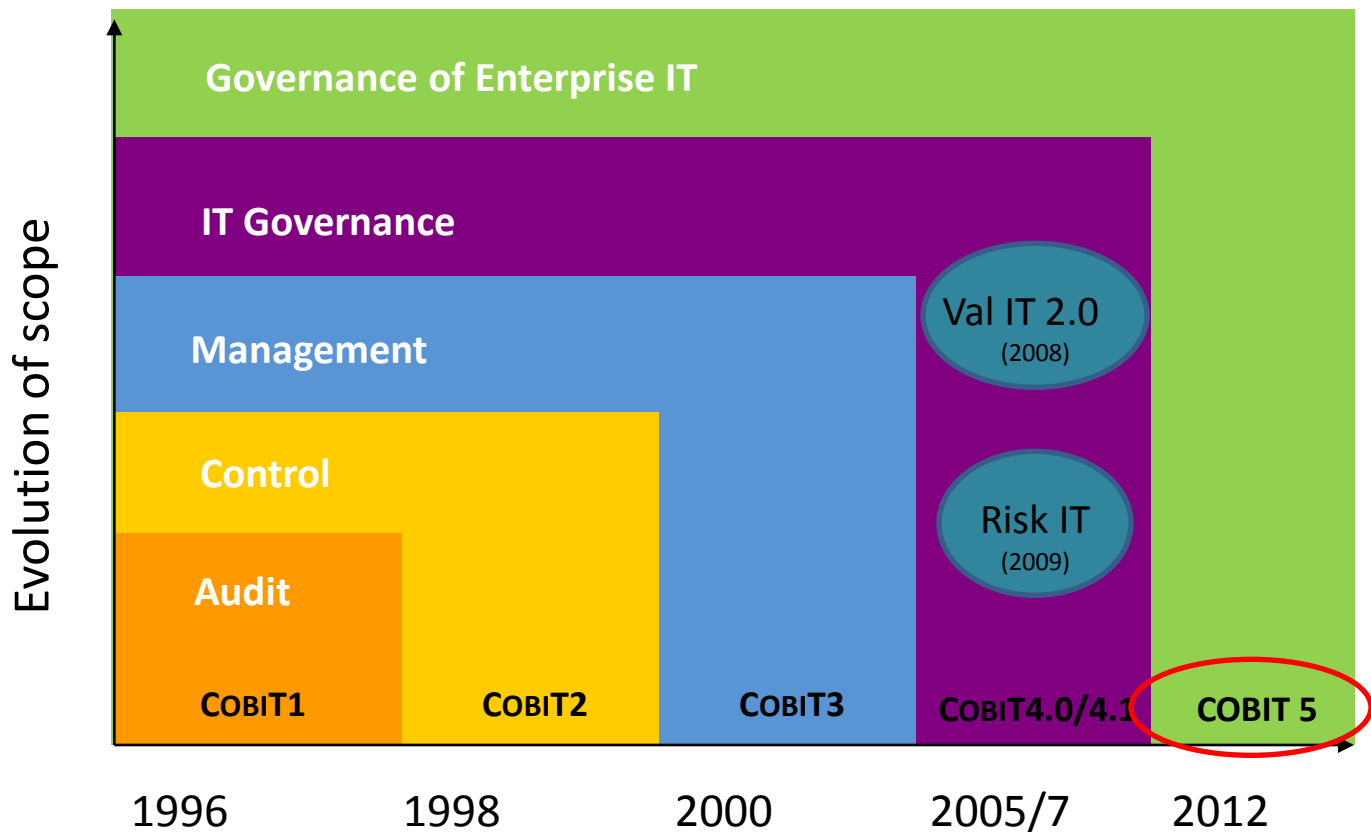 Evolution of scope
Governance of Enterprise IT
IT Governance
Val IT 2.0
(2008)
Management
Control
Risk IT
(2009)
Audit
COBIT1
COBIT2
COBIT3
COBIT4.0/4.1
COBIT 5
1996
1998
2000
2005/7
2012